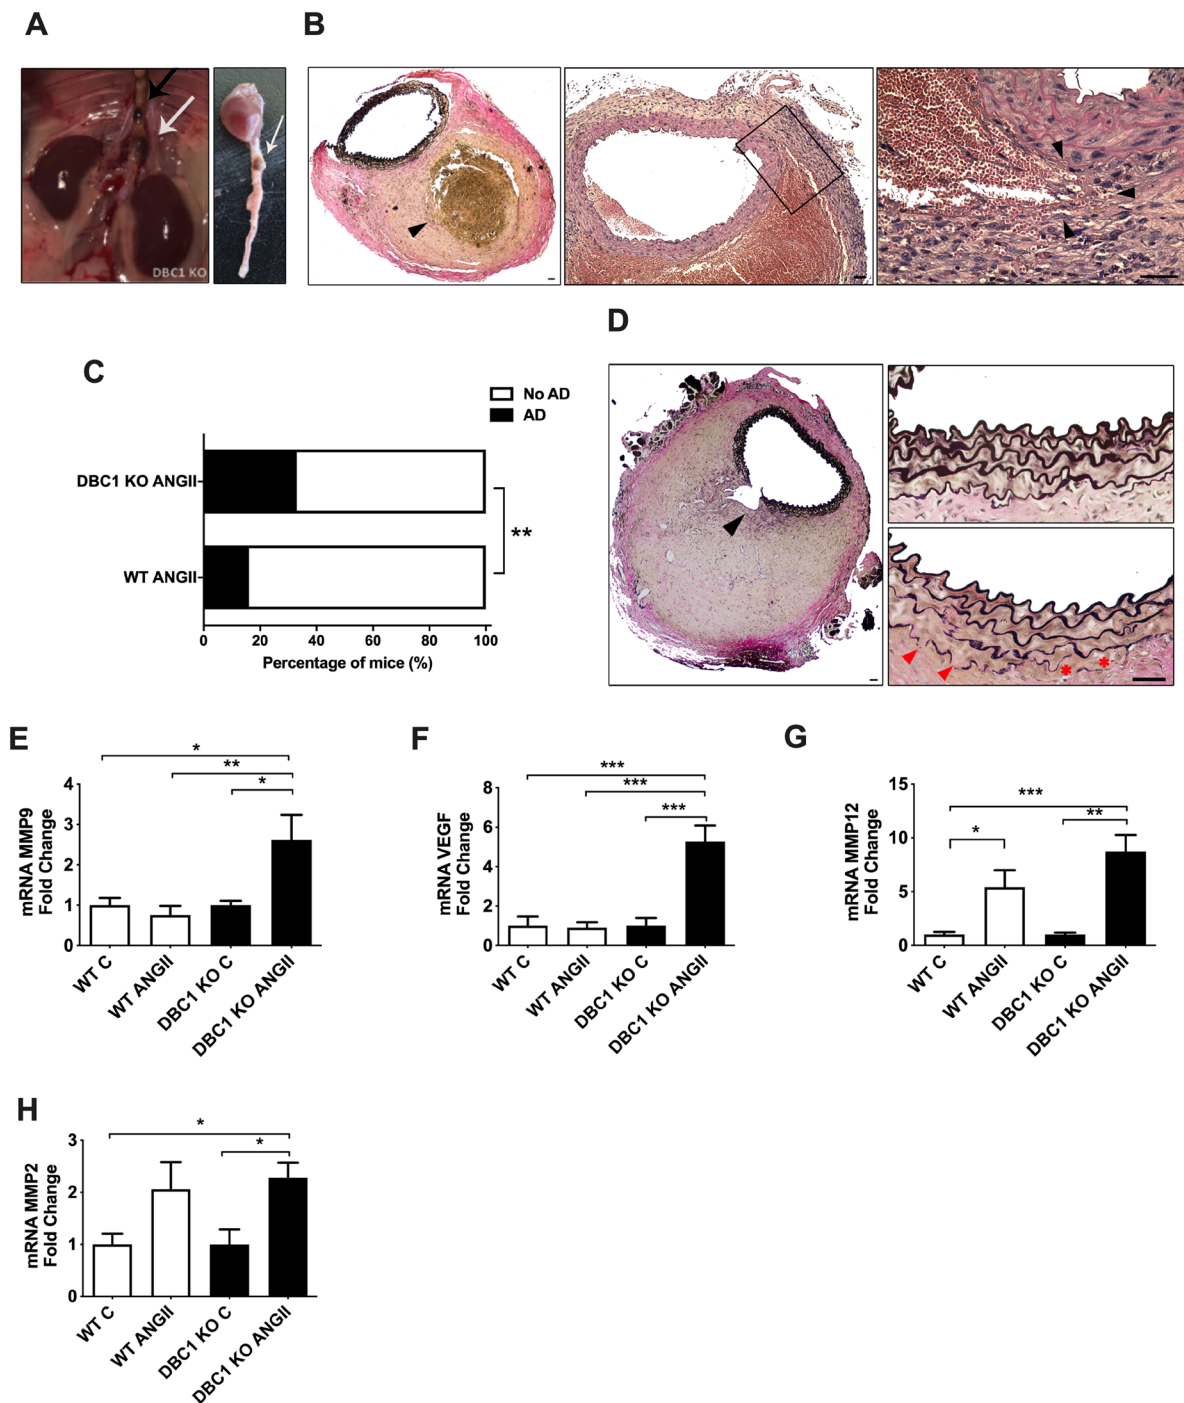 A
B
DBC1 KO
C
No AD
AD
DBC1 KO ANGII
WT ANGII
**
0 20 40 60 80 100
Percentage of mice (%)
D
* *
E
mRNA MMP9
Fold Change
4
3
2
1
0
*
**
*
WT C
WT ANGII
DBC1 KO C
DBC1 KO ANGII
F
mRNA VEGF
Fold Change
8
6
4
2
0
***
***
***
WT C
WT ANGII
DBC1 KO C
DBC1 KO ANGII
G
mRNA MMP12
Fold Change
15
10
5
0
***
**
*
WT C
WT ANGII
DBC1 KO C
DBC1 KO ANGII
H
mRNA MMP2
Fold Change
3
2
1
0
*
*
WT C
WT ANGII
DBC1 KO C
DBC1 KO ANGII